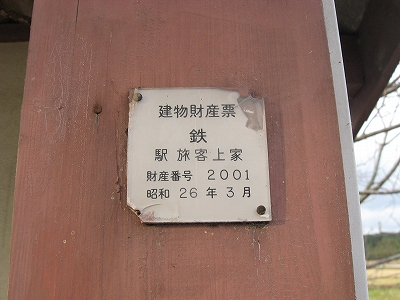 建物財産票
鉄
駅 旅客上家
財産番号 2001
昭和 26 年 3 月